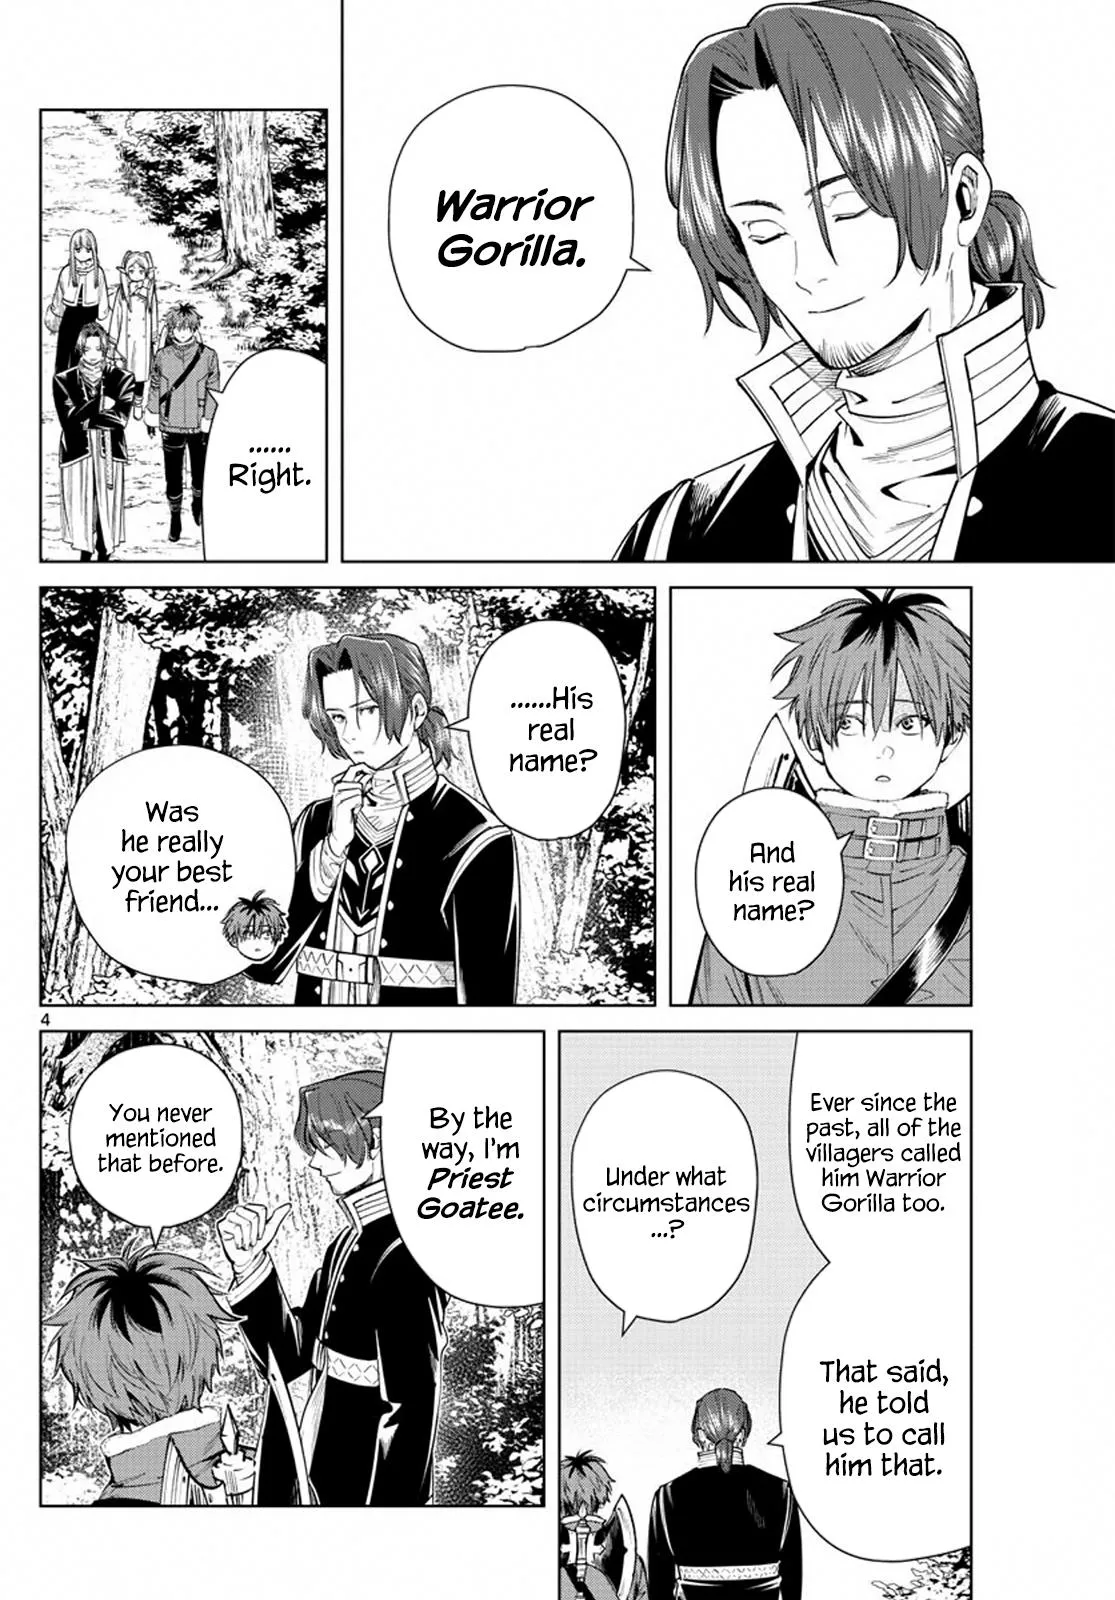 Warrior
Gorilla.
......
Right.
And
his real
name?
......His
real
name?
Was
he really
your best
friend...
Ever since the
past, all of the
villagers called
him Warrior
Gorilla too.
That said,
he told
us to call
him that.
Under what
circumstances
...?
By the
way, I'm
Priest
Goatee.
You never
mentioned
that before.
4